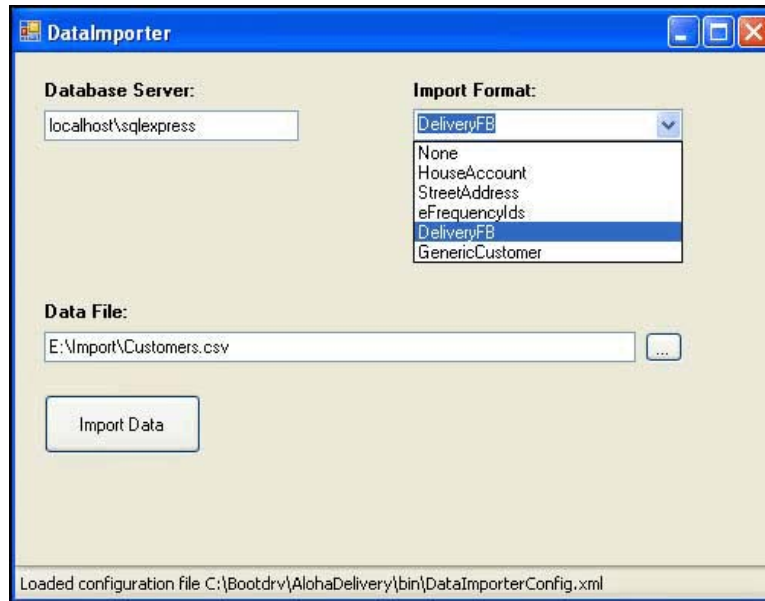 DataImporter
Database Server:
Import Format:
localhost\sqlexpress
DeliveryFB
None
HouseAccount
StreetAddress
eFrequencyIds
DeliveryFB
GenericCustomer
Data File:
E:\Import\Customers.csv
...
Import Data
Loaded configuration file C:\Bootdrv\AlohaDelivery\bin\DataImporterConfig.xml